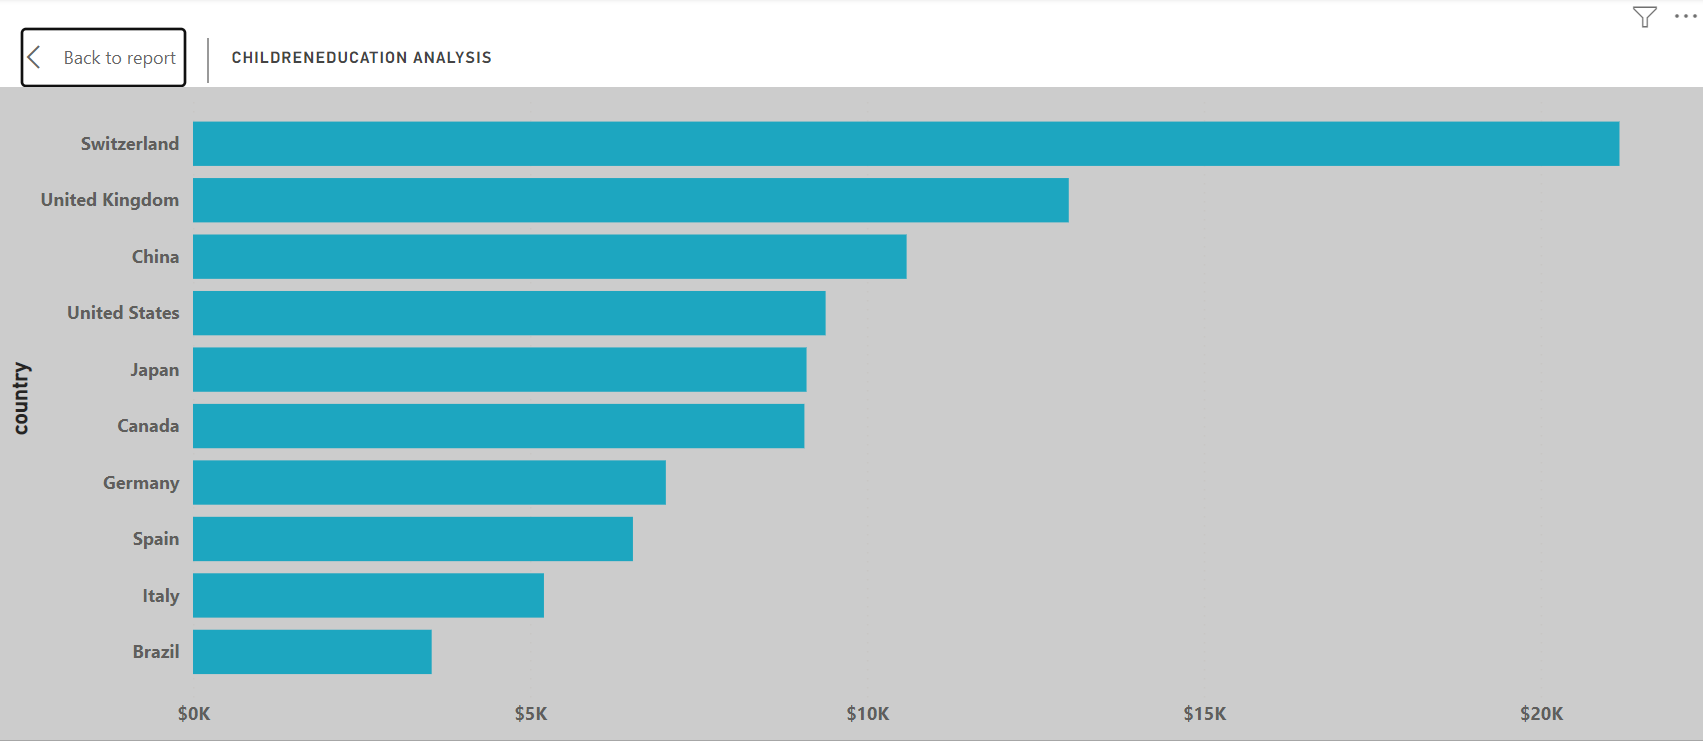 Back to report
CHILDRENEDUCATION ANALYSIS
country
Switzerland
United Kingdom
China
United States
Japan
Canada
Germany
Spain
Italy
Brazil
$0K $5K $10K $15K $20K